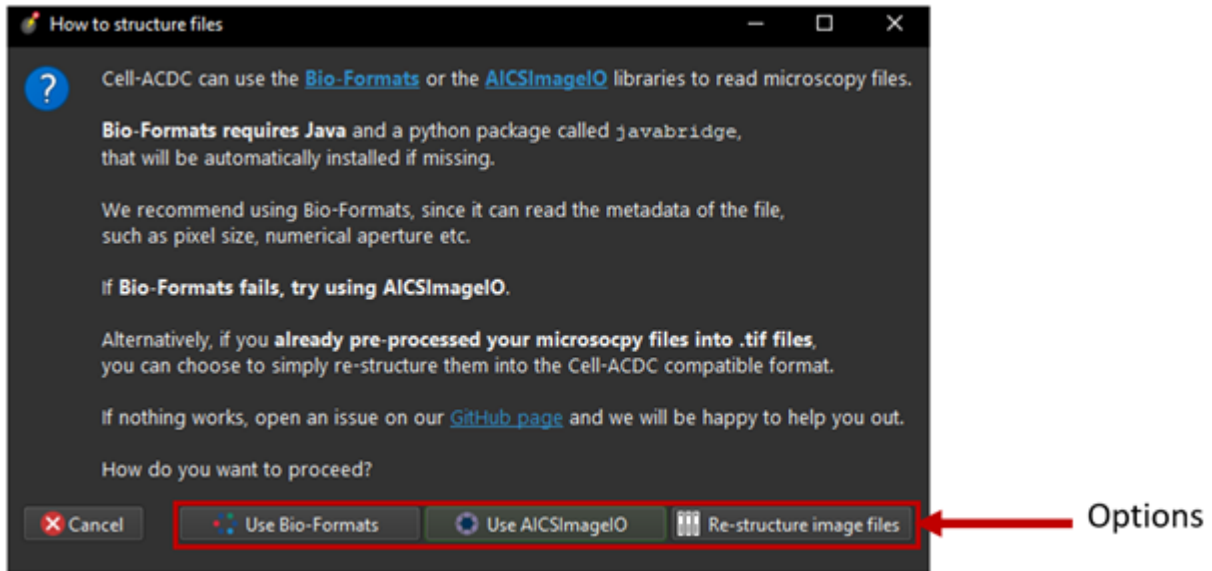 How to structure files
Cell-ACDC can use the Bio-Formats or the AICSImageIO libraries to read microscopy files.
Bio-Formats requires Java and a python package called javabridge,
that will be automatically installed if missing.
We recommend using Bio-Formats, since it can read the metadata of the file,
such as pixel size, numerical aperture etc.
If Bio-Formats fails, try using AICSImageIO.
Alternatively, if you already pre-processed your microsocpy files into .tif files,
you can choose to simply re-structure them into the Cell-ACDC compatible format.
If nothing works, open an issue on our GitHub page and we will be happy to help you out.
How do you want to proceed?
Cancel Use Bio-Formats Use AICSImageIO Re-structure image files Options